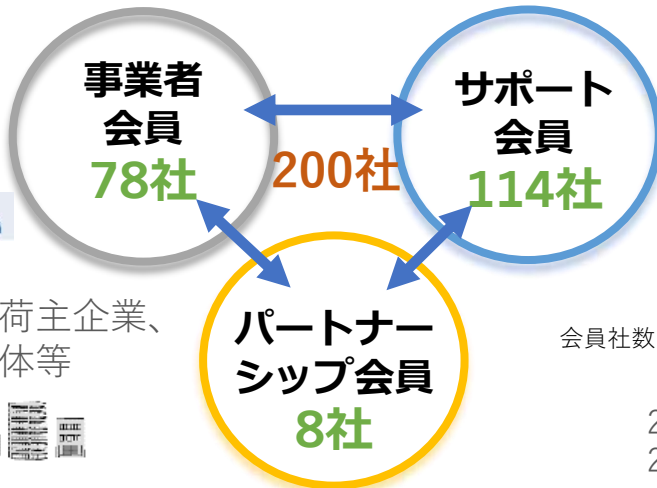 事業者
会員
78社
サポート
会員
114社
200社
パートナー
シップ会員
8社
荷主企業、
体等
会員社数
2
2